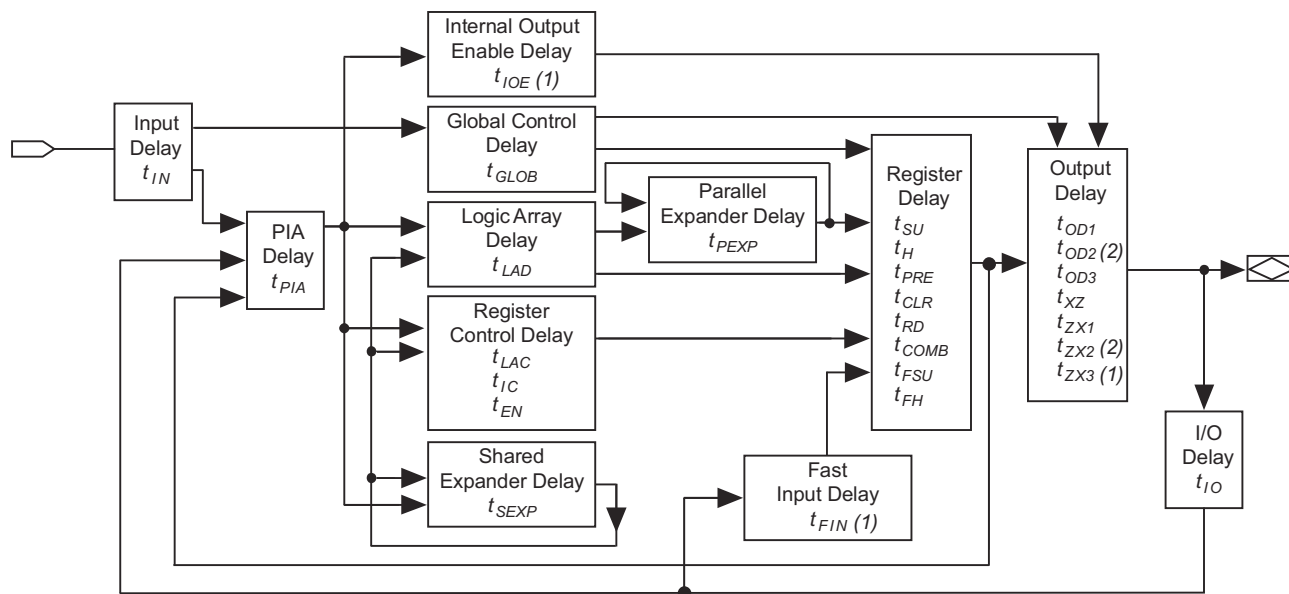 Internal Output
Enable Delay
t IOE (1)
Input
Delay
t IN
Global Control
Delay
t GLOB
PIA
Delay
t PIA
Logic Array
Delay
t LAD
Parallel
Expander Delay
t PEXP
Register
Control Delay
t LAC
t IC
t EN
Shared
Expander Delay
t SEXP
Fast
Input Delay
t FIN (1)
Register
Delay
t SU
t H
t PRE
t CLR
t RD
t COMB
t FSU
t FH
Output
Delay
t OD1
t OD2 (2)
t OD3
t XZ
t ZX1
t ZX2 (2)
t ZX3 (1)
I/O
Delay
t IO